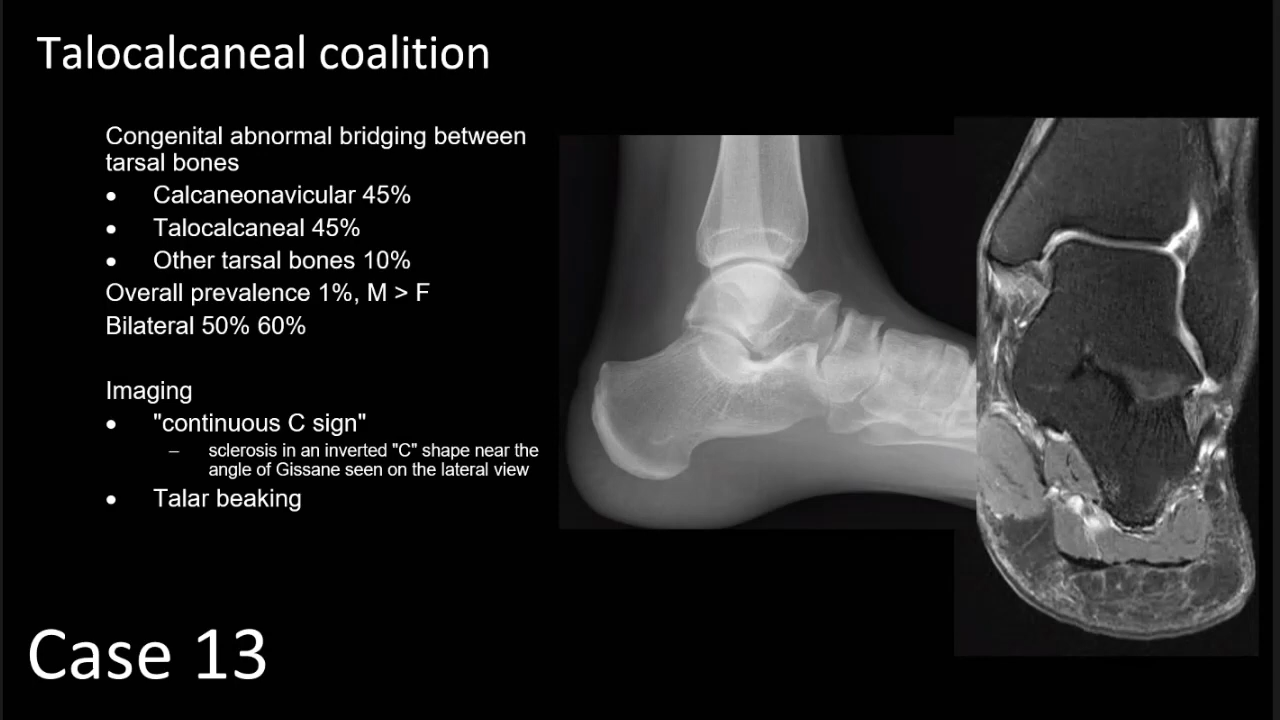 Talocalcaneal coalition
Congenital abnormal bridging between
tarsal bones
• Calcaneonavicular 45%
• Talocalcaneal 45%
• Other tarsal bones 10%
Overall prevalence 1%, M > F
Bilateral 50% 60%
Imaging
• "continuous C sign"
– sclerosis in an inverted "C" shape near the
angle of Gissane seen on the lateral view
• Talar beaking
Case 13